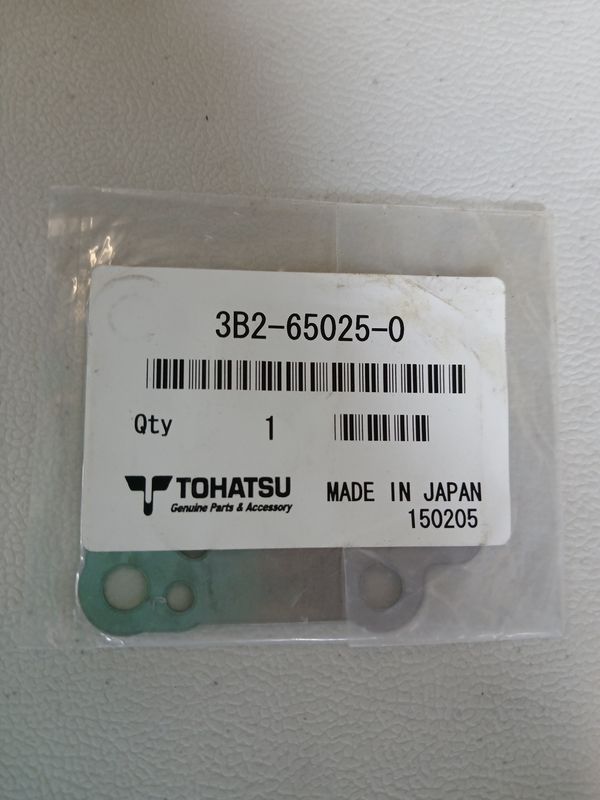 3B2-65025-0
Qty 1
TOHATSU
Genuine Parts & Accessory
MADE IN JAPAN
150205